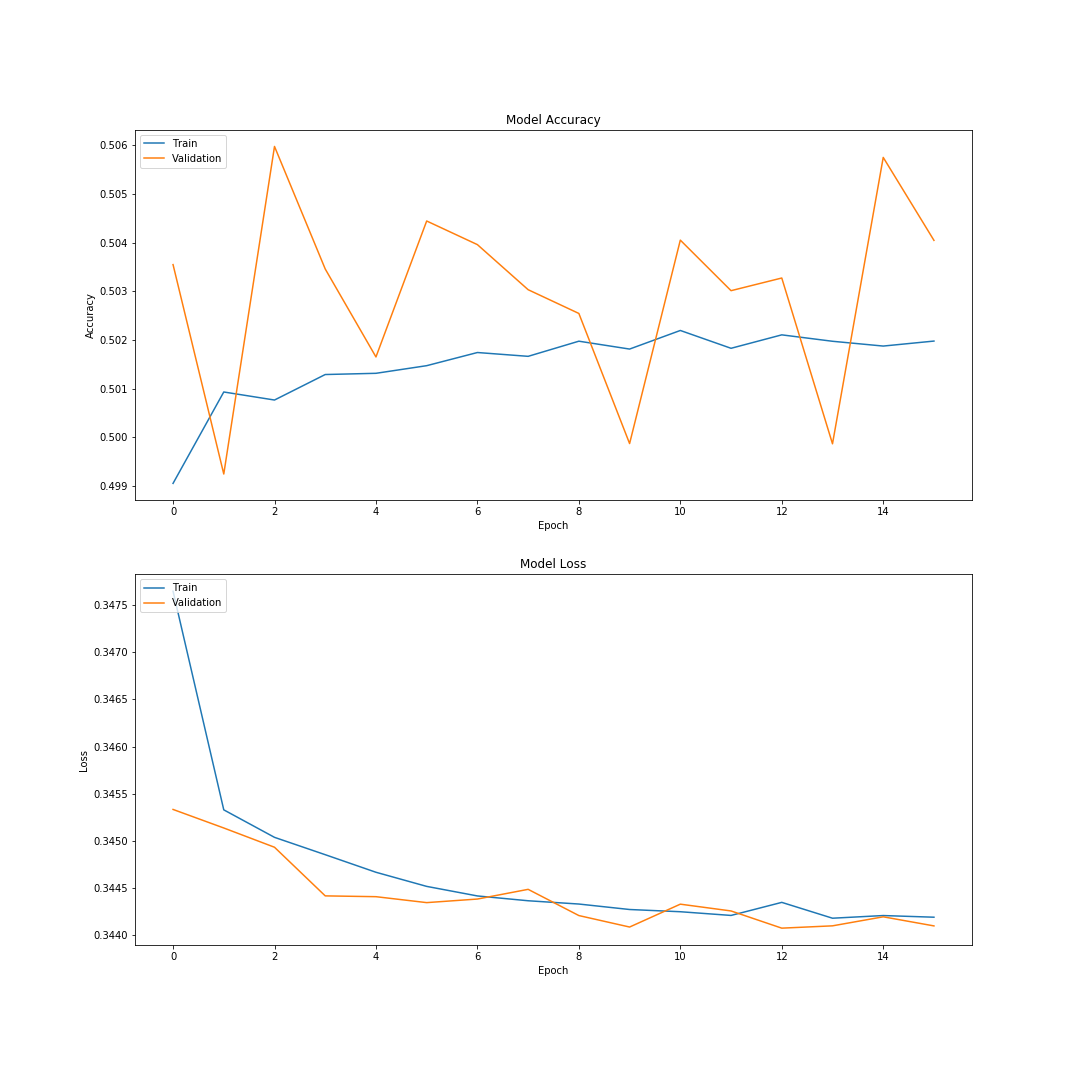 Model Accuracy
Train
Validation
0.506
0.505
0.504
0.503
0.502
0.501
0.500
0.499
Accuracy
0 2 4 6 8 10 12 14
Epoch
Model Loss
Train
Validation
0.3475
0.3470
0.3465
0.3460
0.3455
0.3450
0.3445
0.3440
Loss
0 2 4 6 8 10 12 14
Epoch